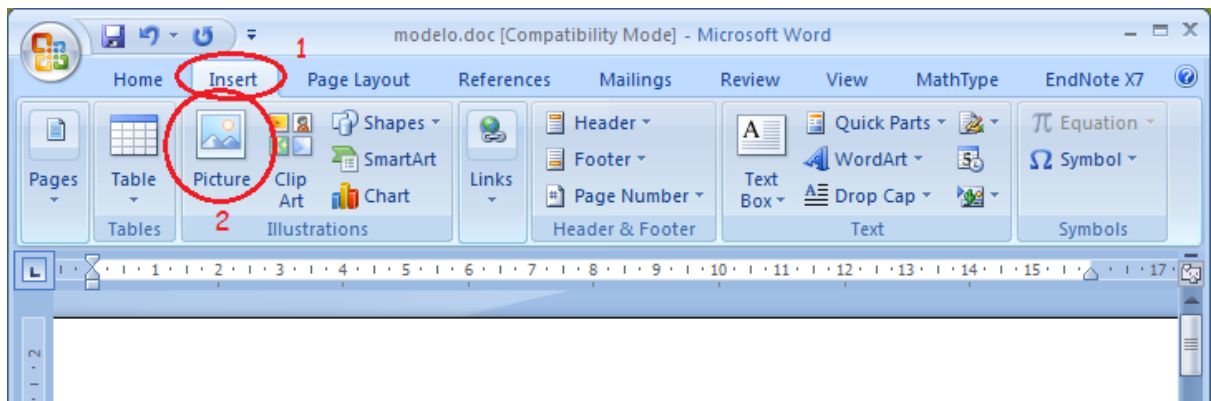 modelo.doc [Compatibility Mode] - Microsoft Word
1
Home Insert Page Layout References Mailings Review View MathType EndNote X7
Pages
Table
Picture
Clip
Art
Shapes
SmartArt
Chart
Links
Header
Footer
Page Number
A
Text
Box
Quick Parts
WordArt
Drop Cap
π Equation
Ω Symbol
Tables
2
Illustrations
Header & Footer
Text
Symbols
L
1 2 3 4 5 6 7 8 9 10 11 12 13 14 15 17
2